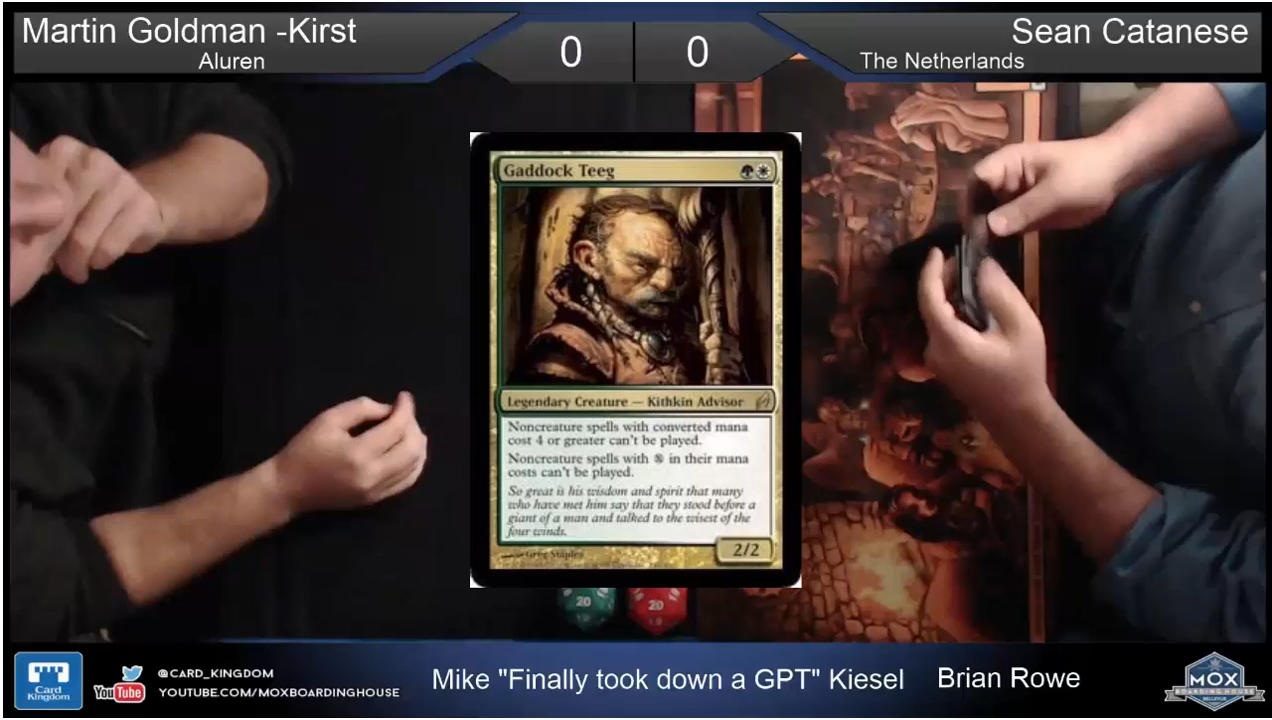 Martin Goldman -Kirst
Aluren
0
0
Sean Catanese
The Netherlands
Gaddock Teeg
Legendary Creature — Kithkin Advisor
Noncreature spells with converted mana
cost 4 or greater can't be played.
Noncreature spells with X in their mana
costs can't be played.
So great is his wisdom and spirit that many
who have met him say that they stood before a
giant of a man and talked to the wisest of the
four winds.
Greg Staples
2/2
20
20
Card
Kingdom
@CARD_KINGDOM
YouTube YOUTUBE.COM/MOXBOARDINGHOUSE
Mike "Finally took down a GPT" Kiesel
Brian Rowe
MOX
BOARDING HOUSE
BELLEVUE